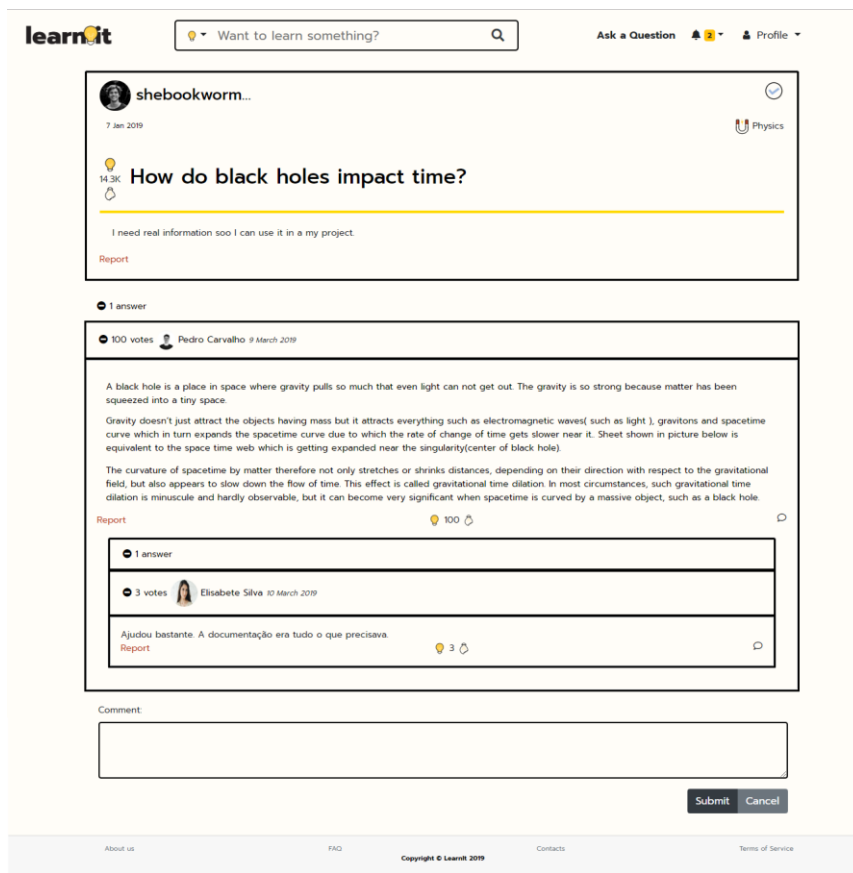 learnit
Want to learn something?
Ask a Question
2
Profile
shebookworm...
7 Jan 2019
Physics
14.3K
How do black holes impact time?
I need real information soo I can use it in a my project.
Report
1 answer
100 votes Pedro Carvalho 9 March 2019
A black hole is a place in space where gravity pulls so much that even light can not get out. The gravity is so strong because matter has been
squeezed into a tiny space.
Gravity doesn't just attract the objects having mass but it attracts everything such as electromagnetic waves( such as light ), gravitons and spacetime
curve which in turn expands the spacetime curve due to which the rate of change of time gets slower near it. Sheet shown in picture below is
equivalent to the space time web which is getting expanded near the singularity(center of black hole).
The curvature of spacetime by matter therefore not only stretches or shrinks distances, depending on their direction with respect to the gravitational
field, but also appears to slow down the flow of time. This effect is called gravitational time dilation. In most circumstances, such gravitational time
dilation is minuscule and hardly observable, but it can become very significant when spacetime is curved by a massive object, such as a black hole.
Report
100
1 answer
3 votes Elisabete Silva 10 March 2019
Ajudou bastante. A documentação era tudo o que precisava.
Report
3
Comment:
Submit
Cancel
About us
FAQ
Contacts
Terms of Service
Copyright © LearnIt 2019